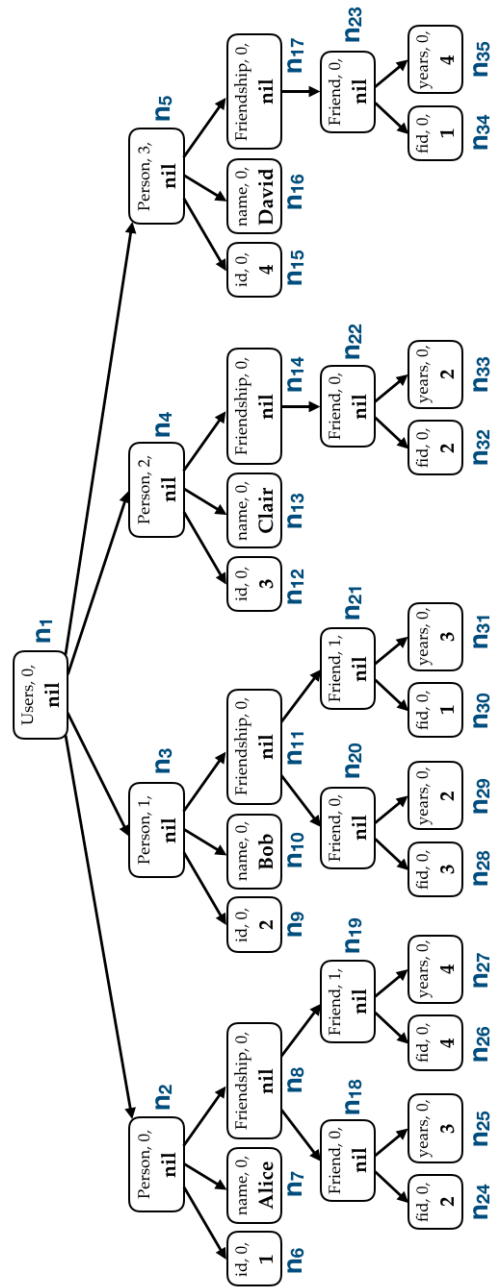 Users, 0,
nil
n1
Person, 0,
nil
n2
Person, 1,
nil
n3
Person, 2,
nil
n4
Person, 3,
nil
n5
id, 0,
1
n6
name, 0,
Alice
n7
Friendship, 0,
nil
n8
id, 0,
2
n9
name, 0,
Bob
n10
Friendship, 0,
nil
n11
id, 0,
3
n12
name, 0,
Clair
n13
Friendship, 0,
nil
n14
id, 0,
4
n15
name, 0,
David
n16
Friendship, 0,
nil
n17
Friend, 0,
nil
n18
Friend, 1,
nil
n19
Friend, 0,
nil
n20
Friend, 1,
nil
n21
Friend, 0,
nil
n22
Friend, 0,
nil
n23
fid, 0,
2
n24
years, 0,
3
n25
fid, 0,
4
n26
years, 0,
4
n27
fid, 0,
3
n28
years, 0,
2
n29
fid, 0,
1
n30
years, 0,
3
n31
fid, 0,
2
n32
years, 0,
2
n33
fid, 0,
1
n34
years, 0,
4
n35